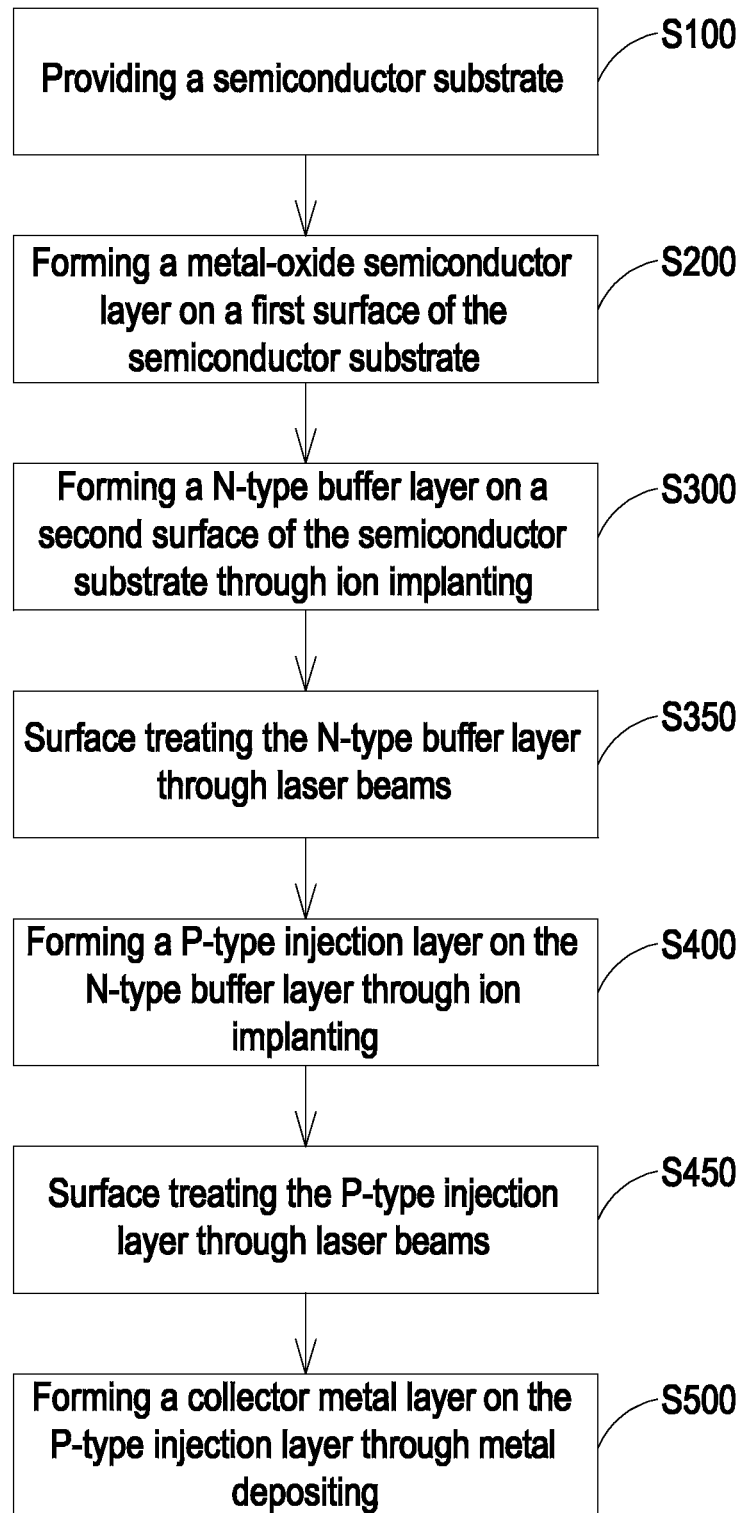 S100
Providing a semiconductor substrate
S200
Forming a metal-oxide semiconductor
layer on a first surface of the
semiconductor substrate
S300
Forming a N-type buffer layer on a
second surface of the semiconductor
substrate through ion implanting
S350
Surface treating the N-type buffer layer
through laser beams
S400
Forming a P-type injection layer on the
N-type buffer layer through ion
implanting
S450
Surface treating the P-type injection
layer through laser beams
S500
Forming a collector metal layer on the
P-type injection layer through metal
depositing